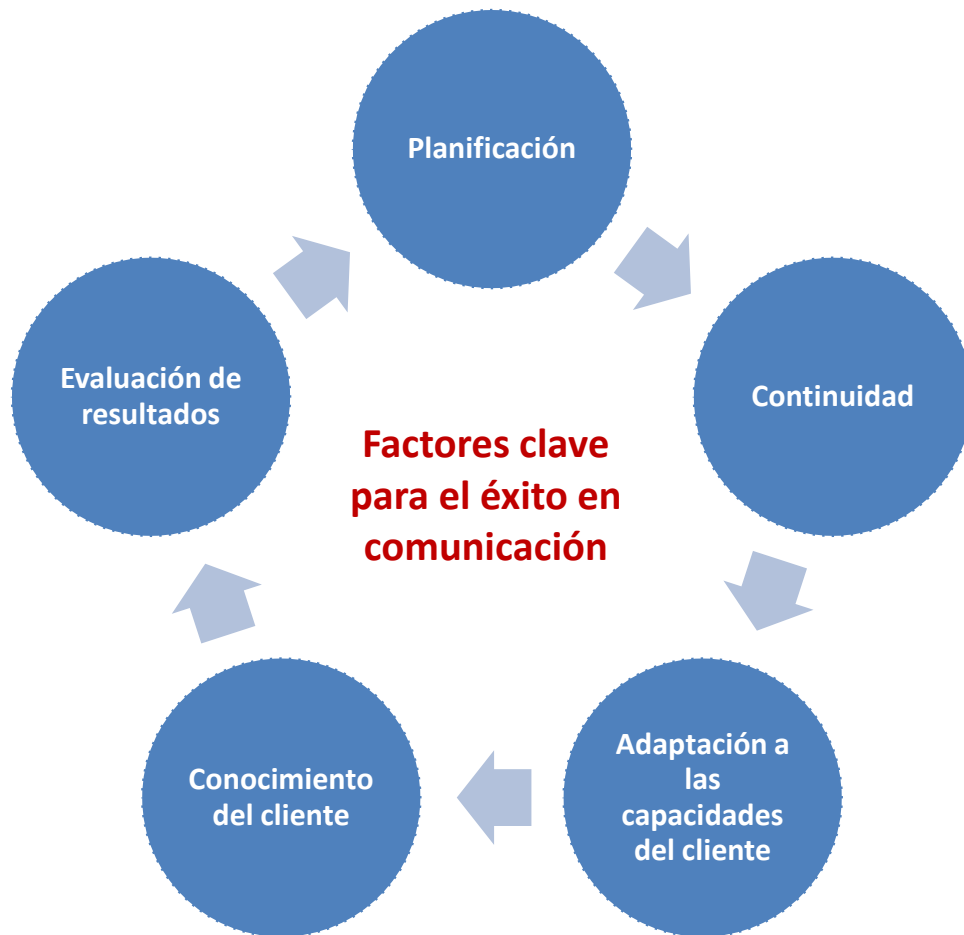 Planificación
Continuidad
Adaptación a
las
capacidades
del cliente
Conocimiento
del cliente
Evaluación de
resultados
Factores clave
para el éxito en
comunicación